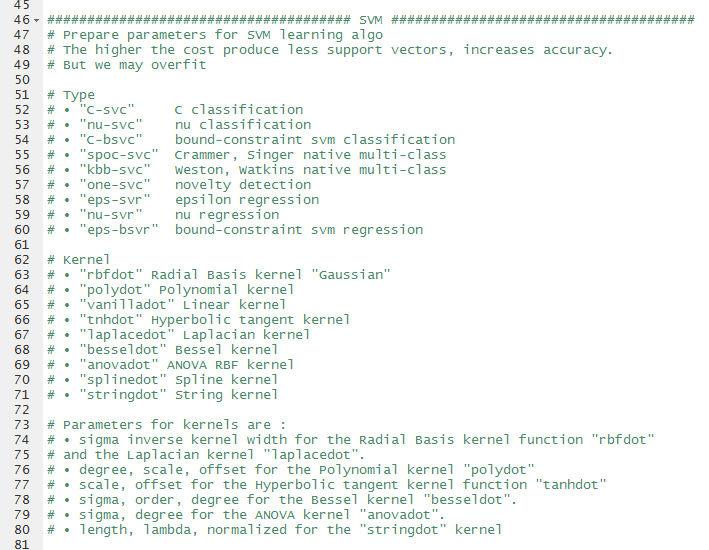 45
46 ###################################### SVM ######################################
47 # Prepare parameters for SVM learning algo
48 # The higher the cost produce less support vectors, increases accuracy.
49 # But we may overfit
50
51 # Type
52 # • "C-svc"     C classification
53 # • "nu-svc"    nu classification
54 # • "C-bsvc"    bound-constraint svm classification
55 # • "spoc-svc"  Crammer, Singer native multi-class
56 # • "kbb-svc"   Weston, Watkins native multi-class
57 # • "one-svc"   novelty detection
58 # • "eps-svr"   epsilon regression
59 # • "nu-svr"    nu regression
60 # • "eps-bsvr"  bound-constraint svm regression
61
62 # Kernel
63 # • "rbfdot" Radial Basis kernel "Gaussian"
64 # • "polydot" Polynomial kernel
65 # • "vanilladot" Linear kernel
66 # • "tnhdot" Hyperbolic tangent kernel
67 # • "laplacedot" Laplacian kernel
68 # • "besseldot" Bessel kernel
69 # • "anovadot" ANOVA RBF kernel
70 # • "splinedot" Spline kernel
71 # • "stringdot" String kernel
72
73 # Parameters for kernels are :
74 # • sigma inverse kernel width for the Radial Basis kernel function "rbfdot"
75 # and the Laplacian kernel "laplacedot".
76 # • degree, scale, offset for the Polynomial kernel "polydot"
77 # • scale, offset for the Hyperbolic tangent kernel function "tanhdot"
78 # • sigma, order, degree for the Bessel kernel "besseldot".
79 # • sigma, degree for the ANOVA kernel "anovadot".
80 # • length, lambda, normalized for the "stringdot" kernel
81